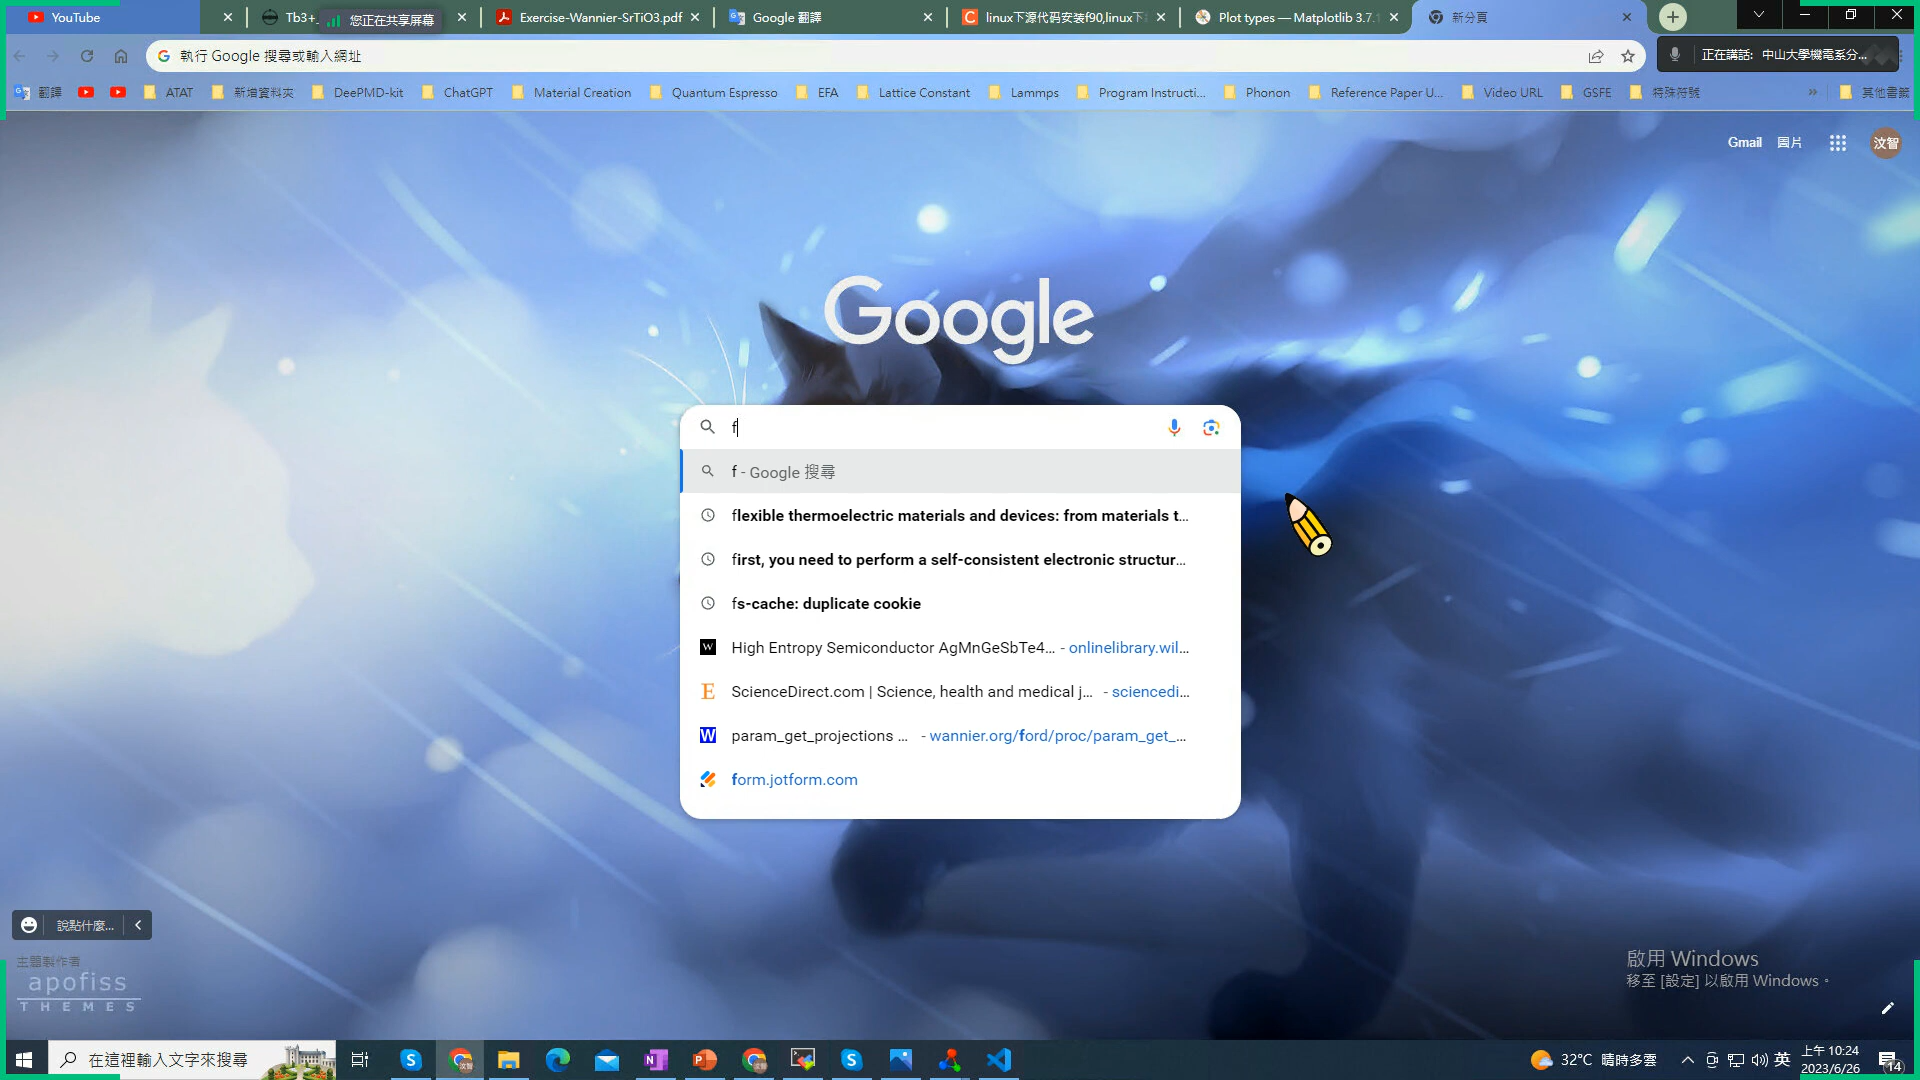 YouTube
Tb3+_
您正在共享屏幕
Exercise-Wannier-SrTiO3.pdf
Google 翻譯
linux下源代码安装f90,linux下
Plot types — Matplotlib 3.7.1
新分頁
執行 Google 搜尋或輸入網址
正在講話: 中山大學機電系分...
翻譯
ATAT
新增資料夾
DeePMD-kit
ChatGPT
Material Creation
Quantum Espresso
EFA
Lattice Constant
Lammps
Program Instructi...
Phonon
Reference Paper U...
Video URL
GSFE
特殊符號
»
其他書籤
Gmail
圖片
汶智
Google
f
f - Google 搜尋
flexible thermoelectric materials and devices: from materials t...
first, you need to perform a self-consistent electronic structur...
fs-cache: duplicate cookie
High Entropy Semiconductor AgMnGeSbTe4... - onlinelibrary.wil...
ScienceDirect.com | Science, health and medical j... - sciencedi...
param_get_projections ... - wannier.org/ford/proc/param_get_...
form.jotform.com
說點什麼...
主題製作者
apofiss
THEMES
啟用 Windows
移至 [設定] 以啟用 Windows。
在這裡輸入文字來搜尋
32°C 晴時多雲
英
上午 10:24
2023/6/26
14